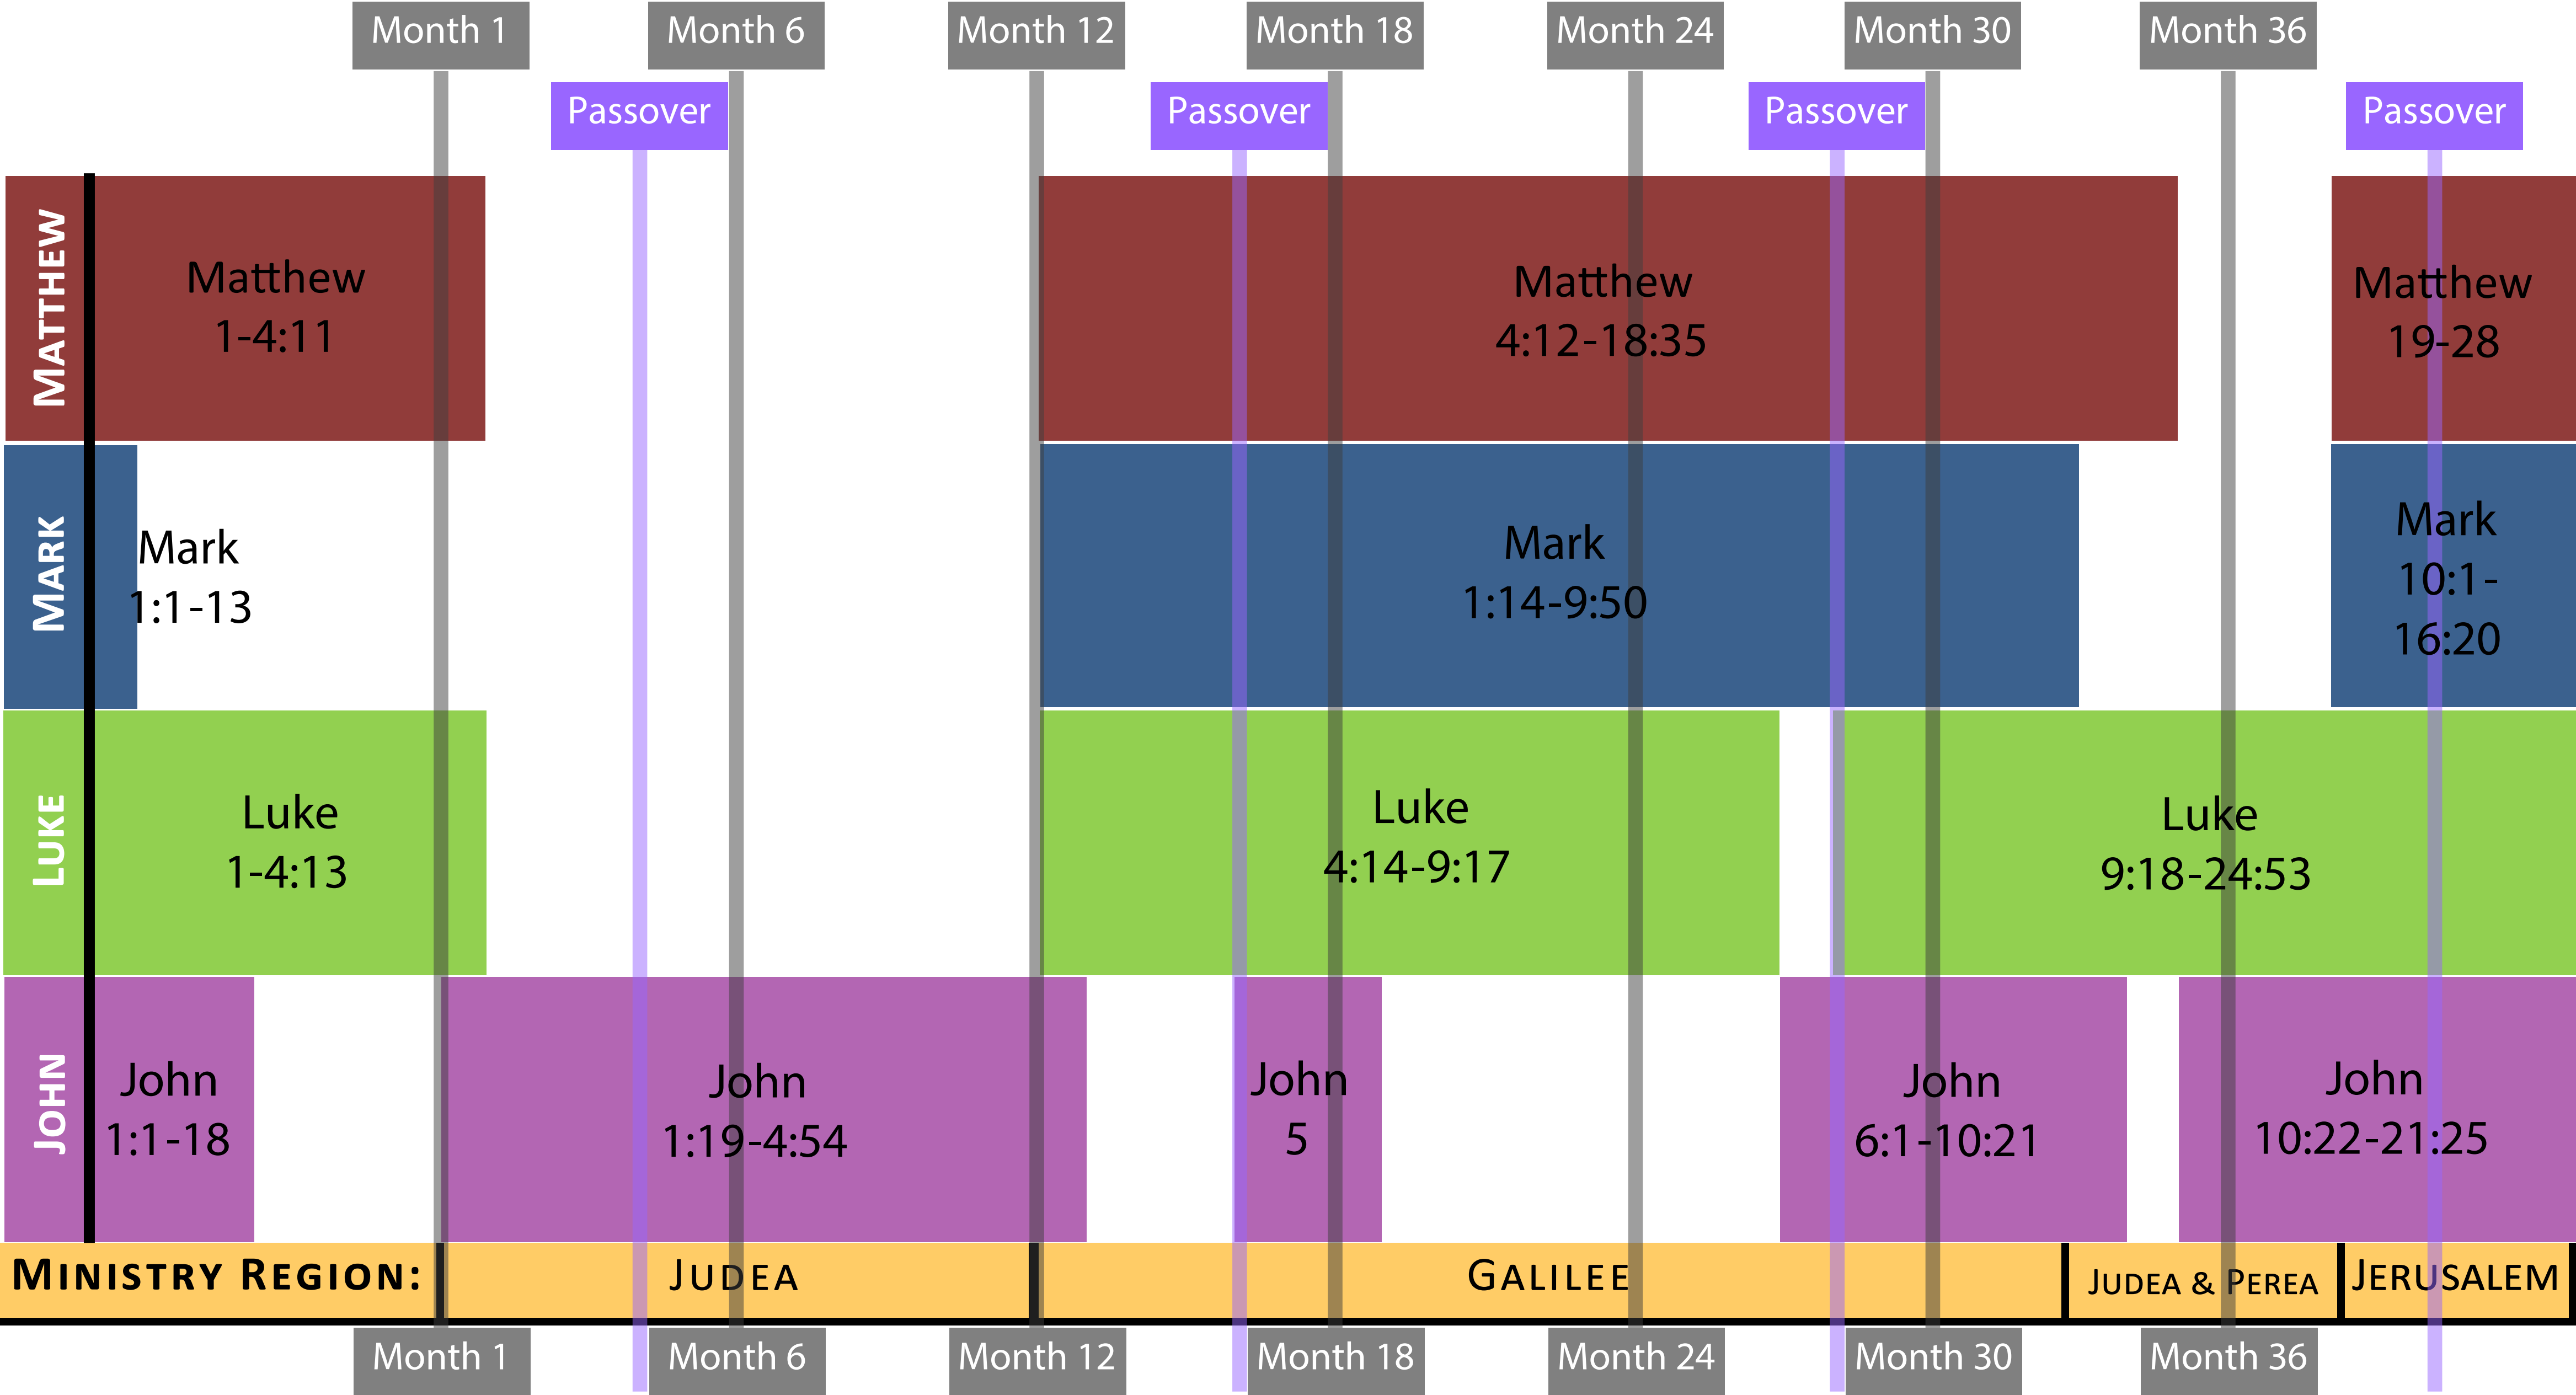 Month 1
Month 6
Month 12
Month 18
Month 24
Month 30
Month 36
Passover
Passover
Passover
Passover
MATTHEW
Matthew
1-4:11
Matthew
4:12-18:35
Matthew
19-28
MARK
Mark
1:1-13
Mark
1:14-9:50
Mark
10:1-
16:20
LUKE
Luke
1-4:13
Luke
4:14-9:17
Luke
9:18-24:53
JOHN
John
1:1-18
John
1:19-4:54
John
5
John
6:1-10:21
John
10:22-21:25
MINISTRY REGION:
JUDEA
GALILEE
JUDEA & PEREA
JERUSALEM
Month 1
Month 6
Month 12
Month 18
Month 24
Month 30
Month 36